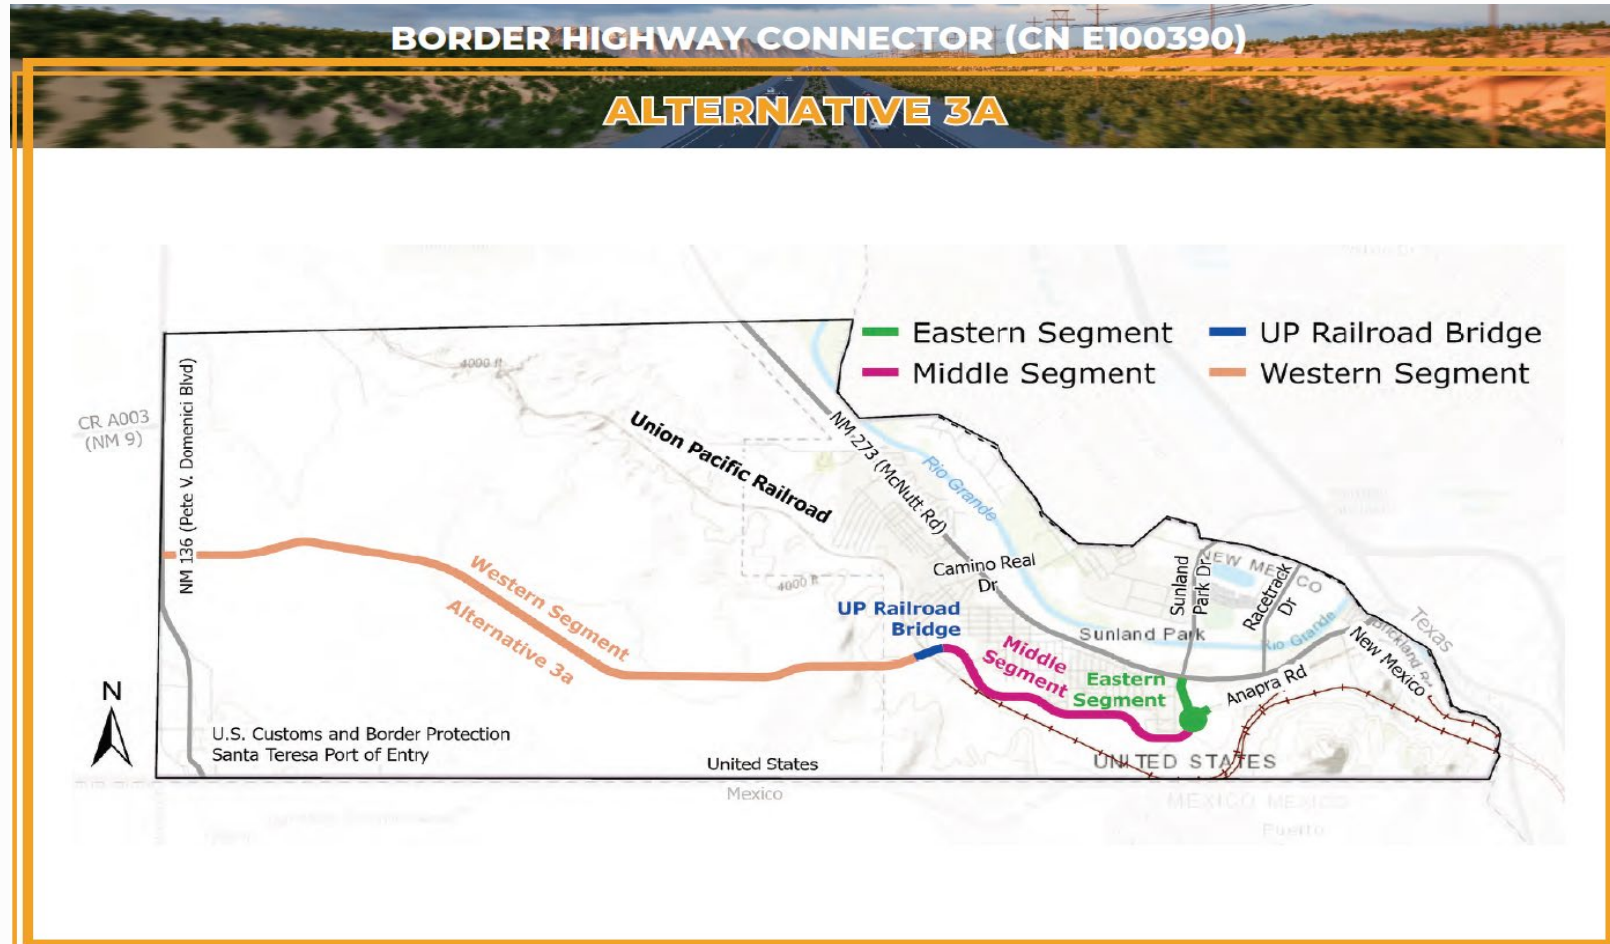 BORDER HIGHWAY CONNECTOR (CN E100390)
ALTERNATIVE 3A
Eastern Segment
UP Railroad Bridge
Middle Segment
Western Segment
4000 ft
CR A003
(NM 9)
NM 136 (Pete V. Domenici Blvd)
Union Pacific Railroad
NM 273 (McNutt Rd)
Rio Grande
Camino Real
Dr
4000 ft
Sunland
Park Dr
NEW MEXICO
Racetrack
Dr
Western Segment
Alternative 3a
UP Railroad
Bridge
Sunland Park
Rio Grande
Texas
New Mexico
Middle
Segment
Eastern
Segment
Anapra Rd
N
U.S. Customs and Border Protection
Santa Teresa Port of Entry
United States
Mexico
UNITED STATES
MEXICO MEXICO
Puerto